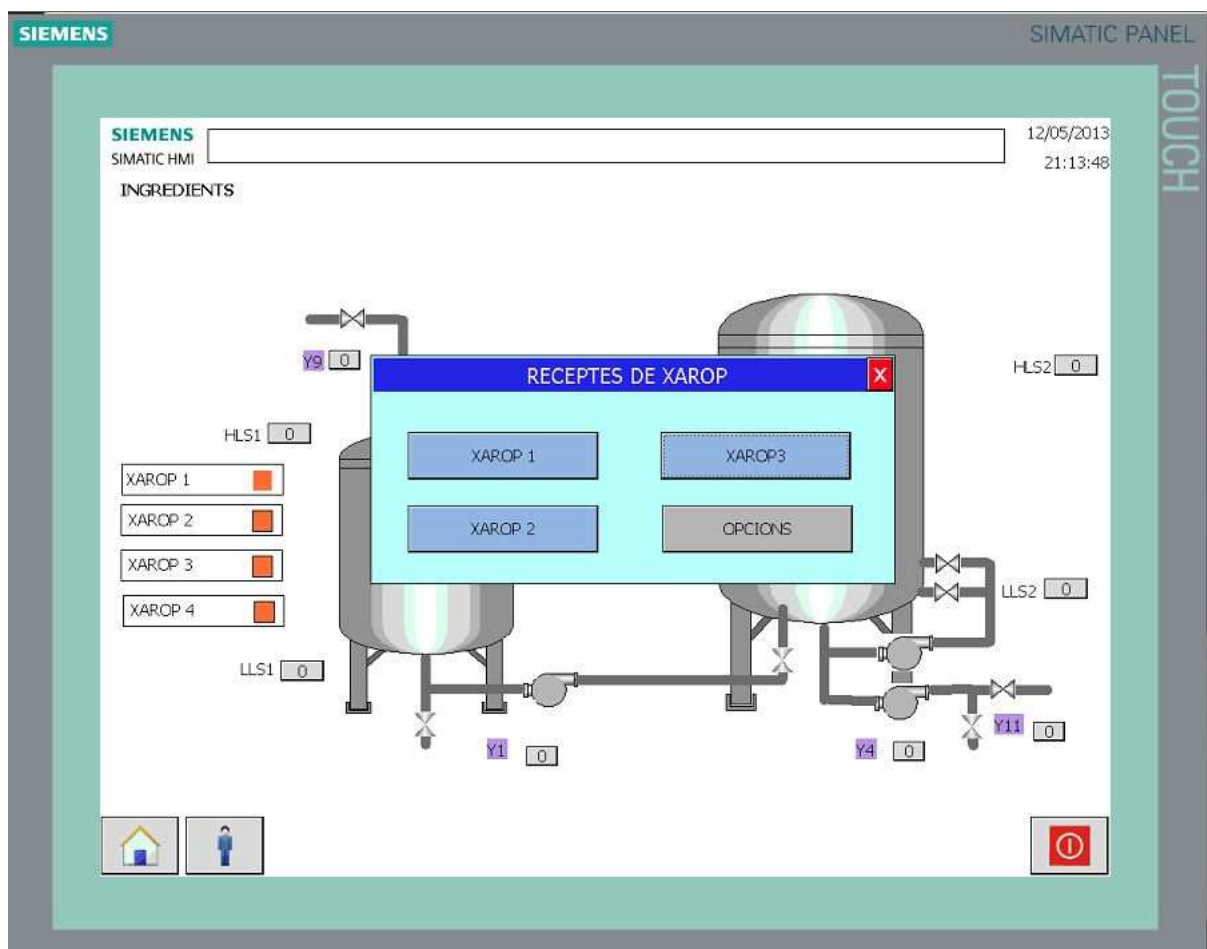 SIEMENS
SIMATIC PANEL
TOUCH
SIEMENS
SIMATIC HMI
12/05/2013
21:13:48
INGREDIENTS
Y9 0
RECEPTES DE XAROP X
HLS2 0
HLS1 0
XAROP 1
XAROP3
XAROP 1
XAROP 2
XAROP 2
OPCIONS
XAROP 3
XAROP 4
LLS2 0
LLS1 0
Y1 0
Y4 0
Y11 0